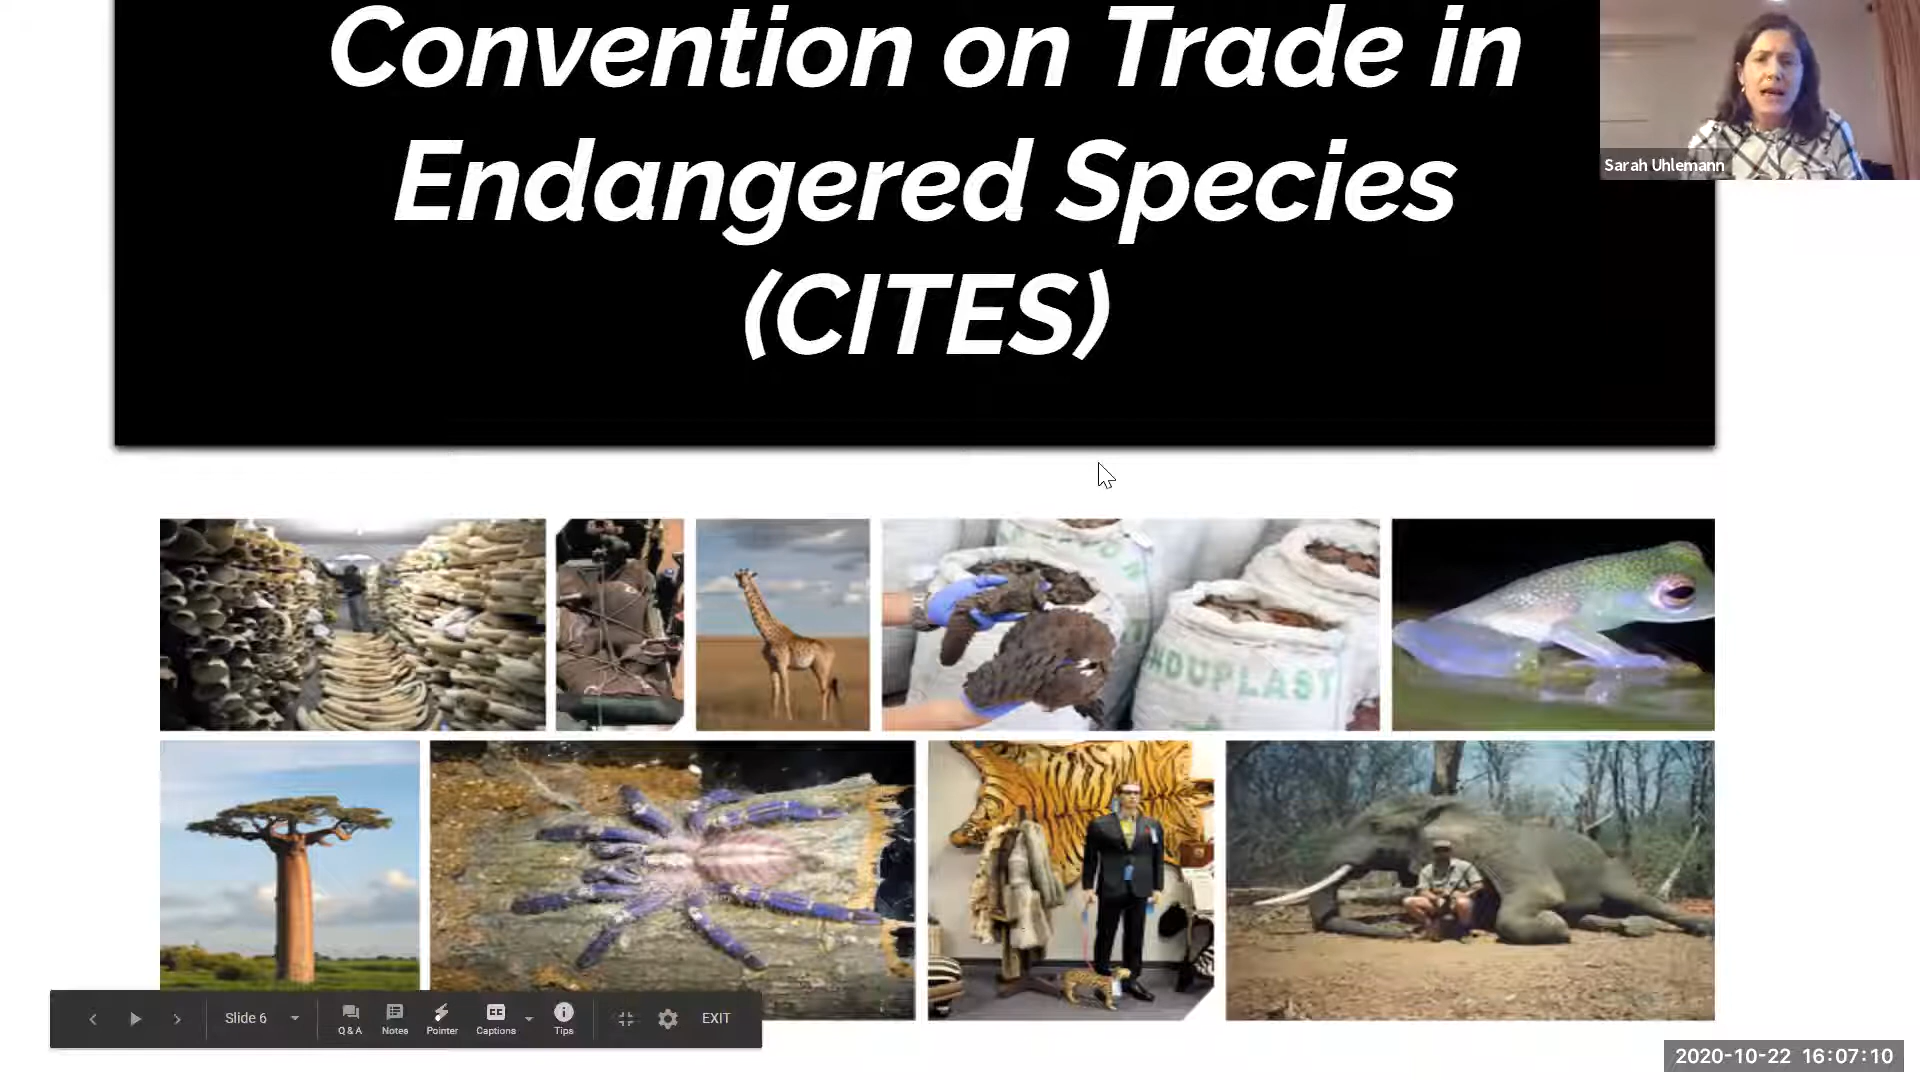 Convention on Trade in
Endangered Species
(CITES)
Sarah Uhlemann
NDUPLAST
Slide 6
Q & A
Notes
Pointer
Captions
Tips
EXIT
2020-10-22 16:07:10